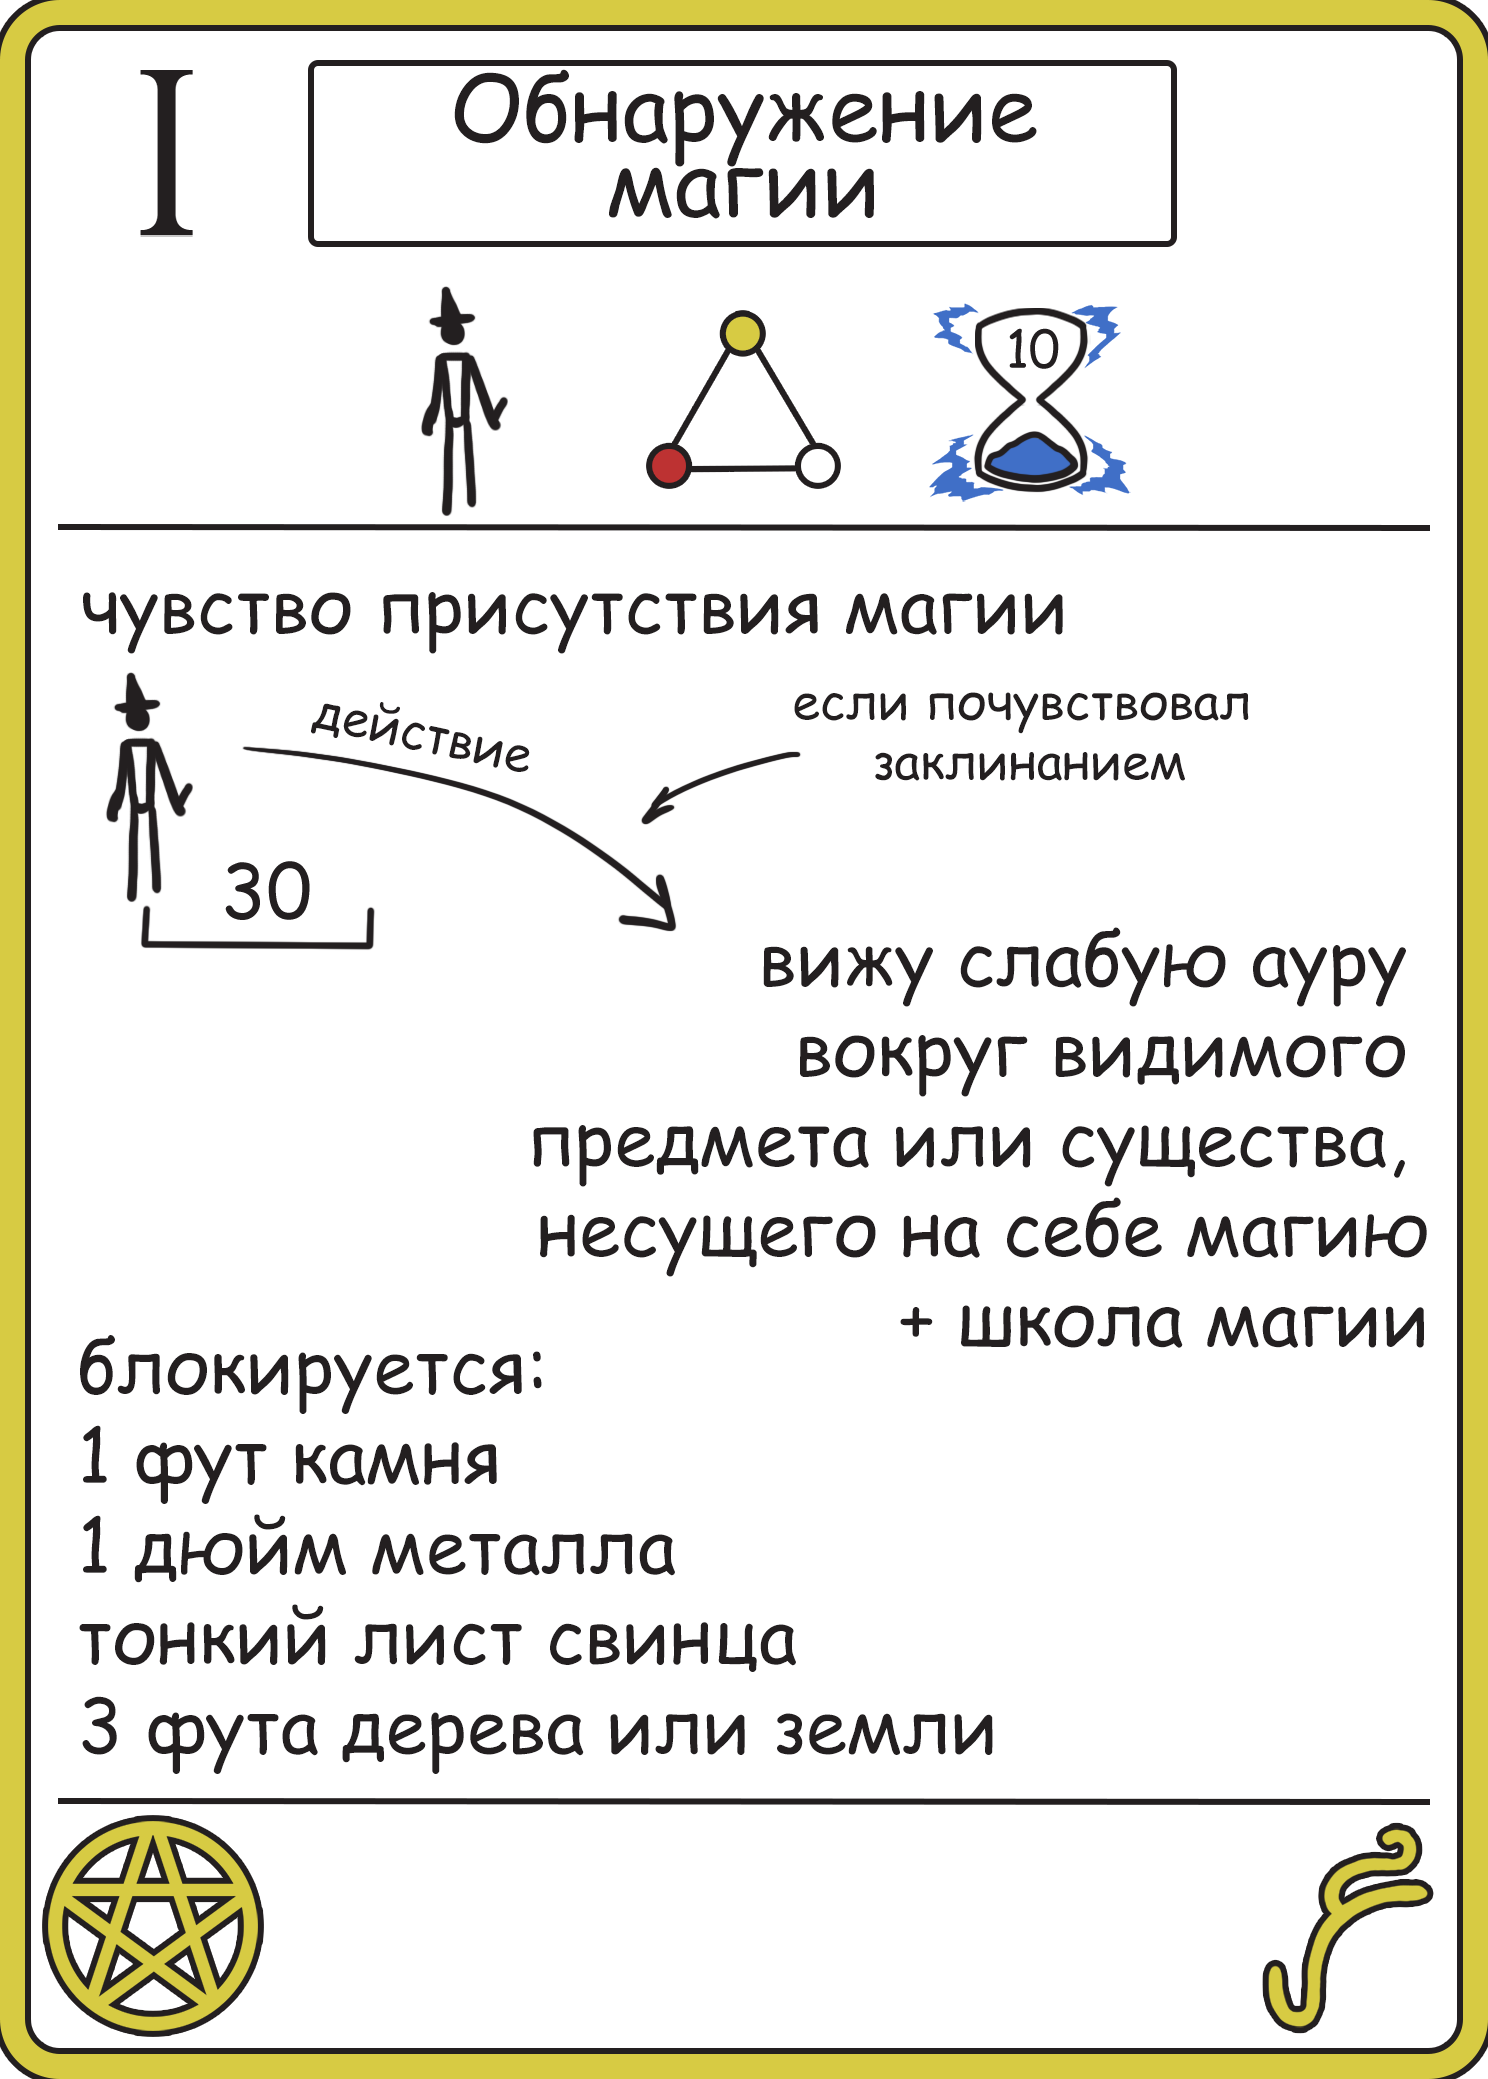 I
Обнаружение
магии
10
чувство присутствия магии
действие
если почувствовал
заклинанием
30
вижу слабую ауру
вокруг видимого
предмета или существа,
несущего на себе магию
+ школа магии
блокируется:
1 фут камня
1 дюйм металла
тонкий лист свинца
3 фута дерева или земли